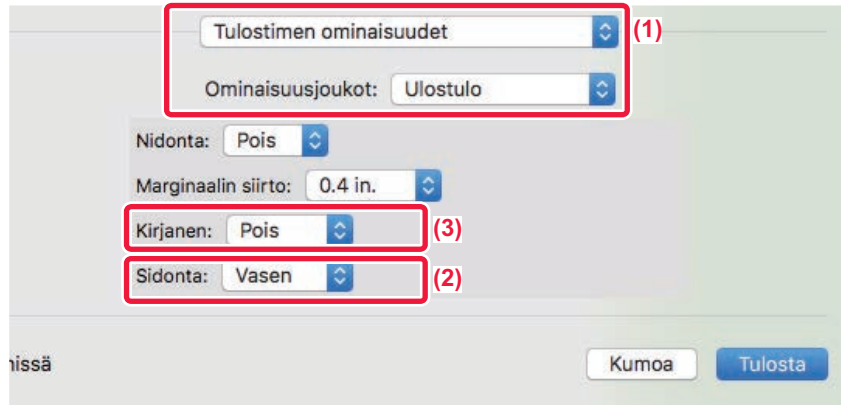 Tulostimen ominaisuudet (1)
Ominaisuusjoukot: Ulostulo
Nidonta: Pois
Marginaalin siirto: 0.4 in.
Kirjanen: Pois (3)
Sidonta: Vasen (2)
nissä Kumoa Tulosta